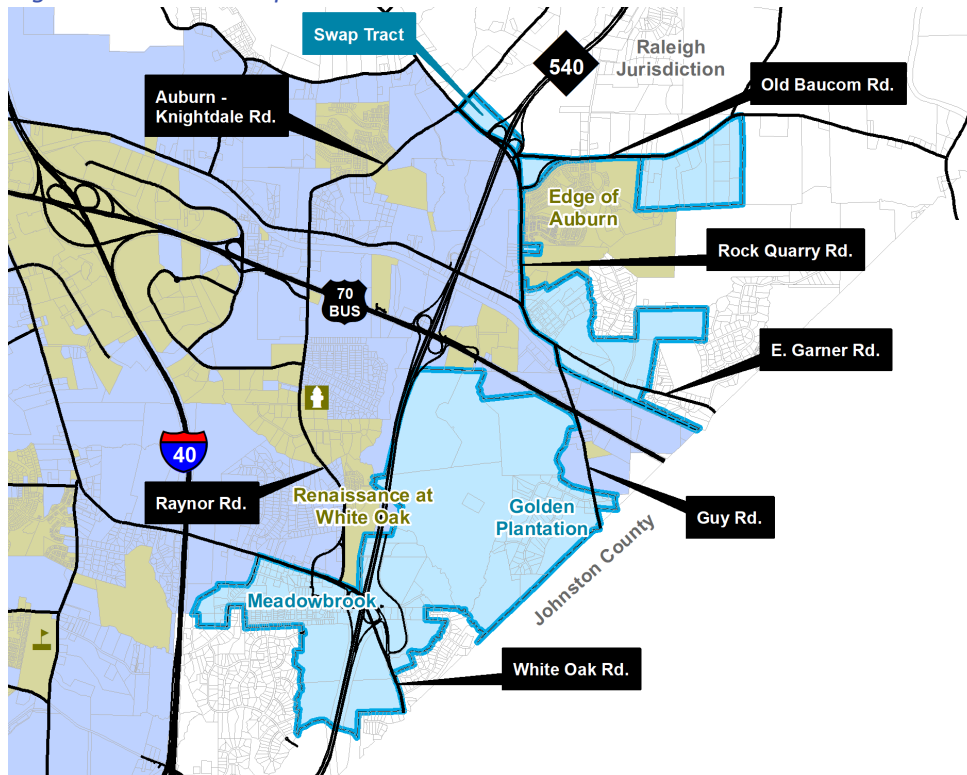 Swap Tract
540
Raleigh
Jurisdiction
Old Baucom Rd.
Auburn -
Knightdale Rd.
Edge of
Auburn
Rock Quarry Rd.
70
BUS
E. Garner Rd.
40
Raynor Rd.
Renaissance at
White Oak
Golden
Plantation
Guy Rd.
Johnston County
Meadowbrook
White Oak Rd.